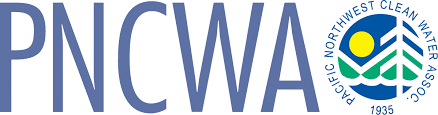 PNCWA
PACIFIC NORTHWEST CLEAN WATER ASSOC.
1935